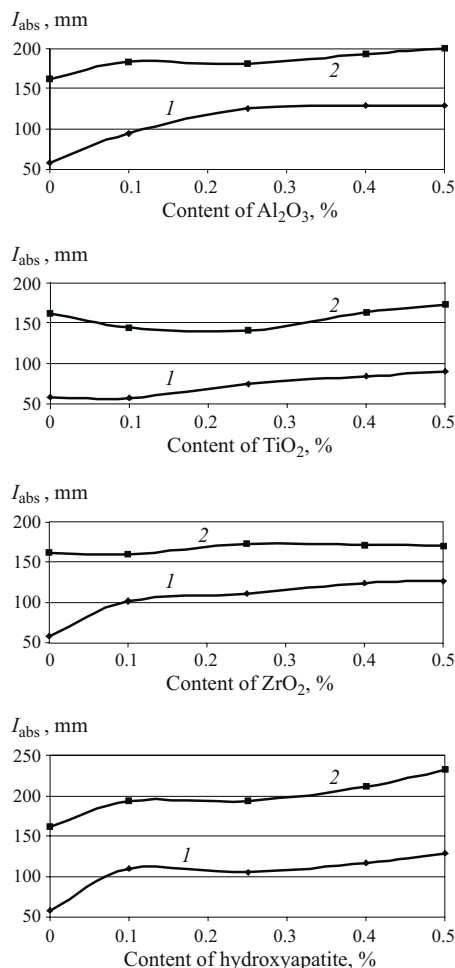 I_abs, mm
200
2
150
1
100
50
0 0.1 0.2 0.3 0.4 0.5
Content of Al₂O₃, %
I_abs, mm
200
2
150
100
1
50
0 0.1 0.2 0.3 0.4 0.5
Content of TiO₂, %
I_abs, mm
200
2
150
1
100
50
0 0.1 0.2 0.3 0.4 0.5
Content of ZrO₂, %
I_abs, mm
250
2
200
150
1
100
50
0 0.1 0.2 0.3 0.4 0.5
Content of hydroxyapatite, %